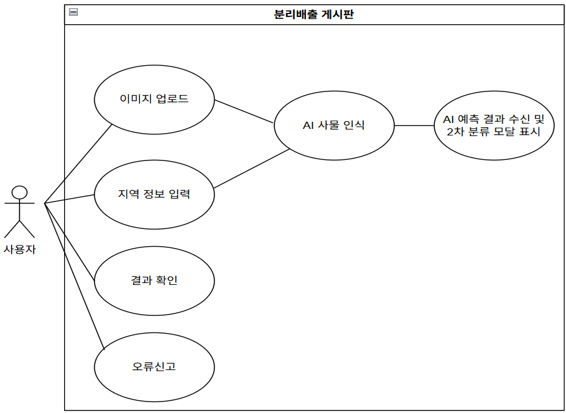 분리배출 게시판
이미지 업로드
AI 사물 인식
AI 예측 결과 수신 및
2차 분류 모달 표시
지역 정보 입력
사용자
결과 확인
오류신고